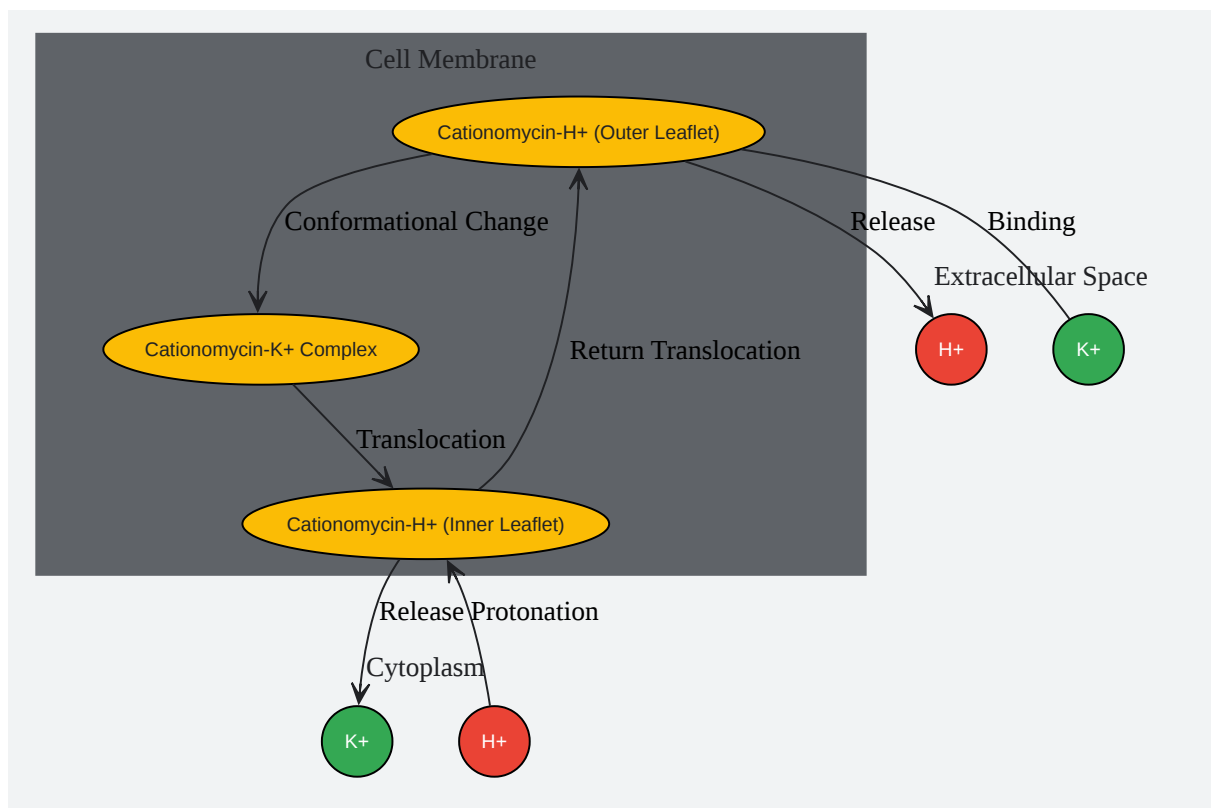 Cell Membrane
Cationomycin-H+ (Outer Leaflet)
Conformational Change
Release
Binding
Extracellular Space
Cationomycin-K+ Complex
Return Translocation
H+
K+
Translocation
Cationomycin-H+ (Inner Leaflet)
Release
Protonation
Cytoplasm
K+
H+